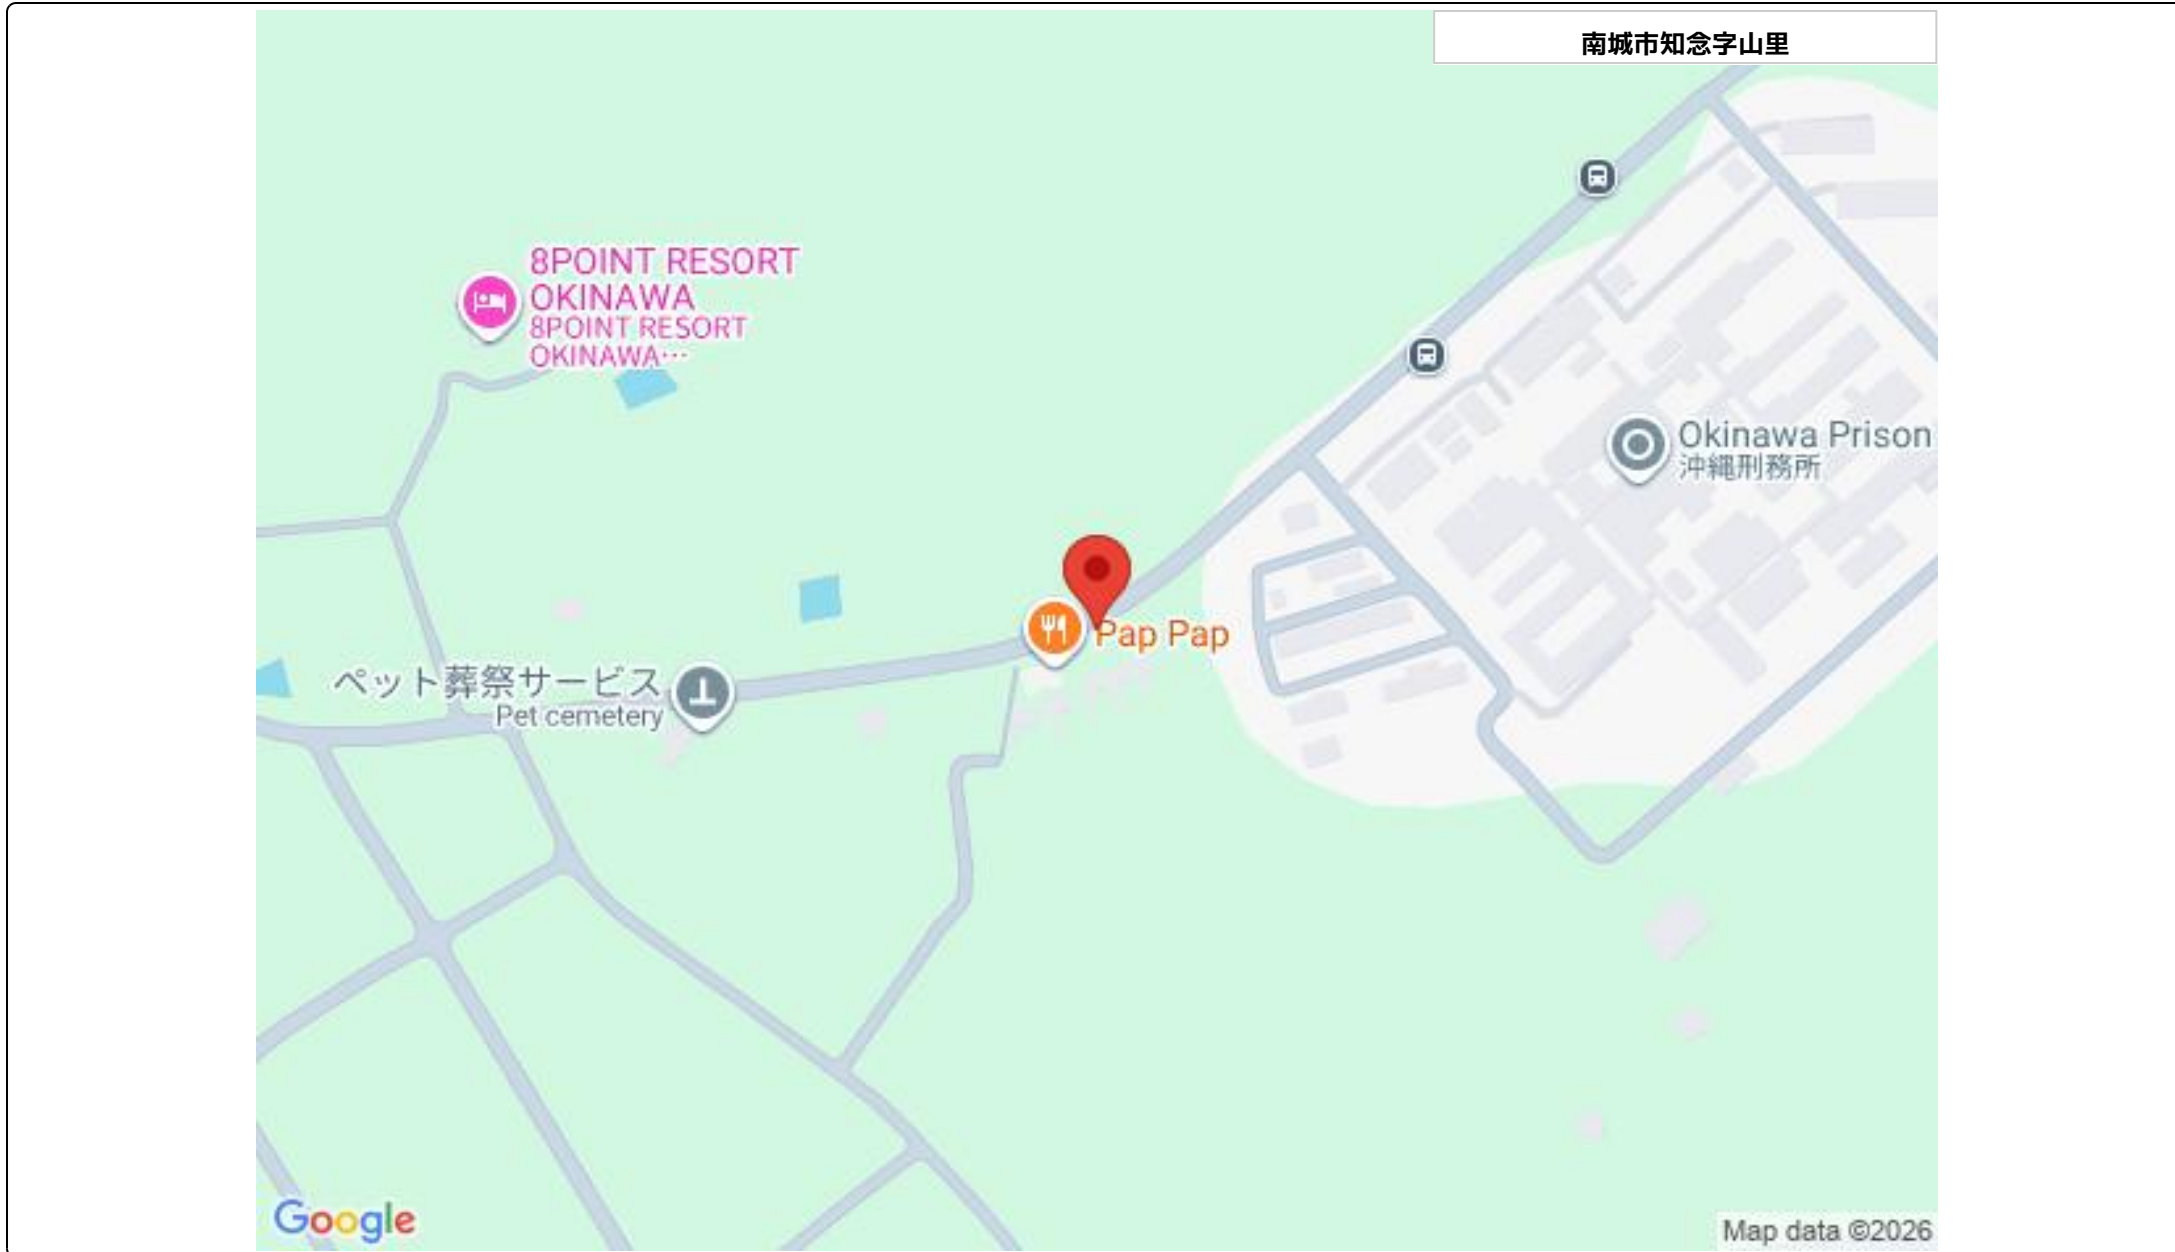 南城市知念字山里
8POINT RESORT
OKINAWA
8POINT RESORT
OKINAWA…
Okinawa Prison
沖縄刑務所
Pap Pap
ペット葬祭サービス
Pet cemetery
Google
Map data ©2026